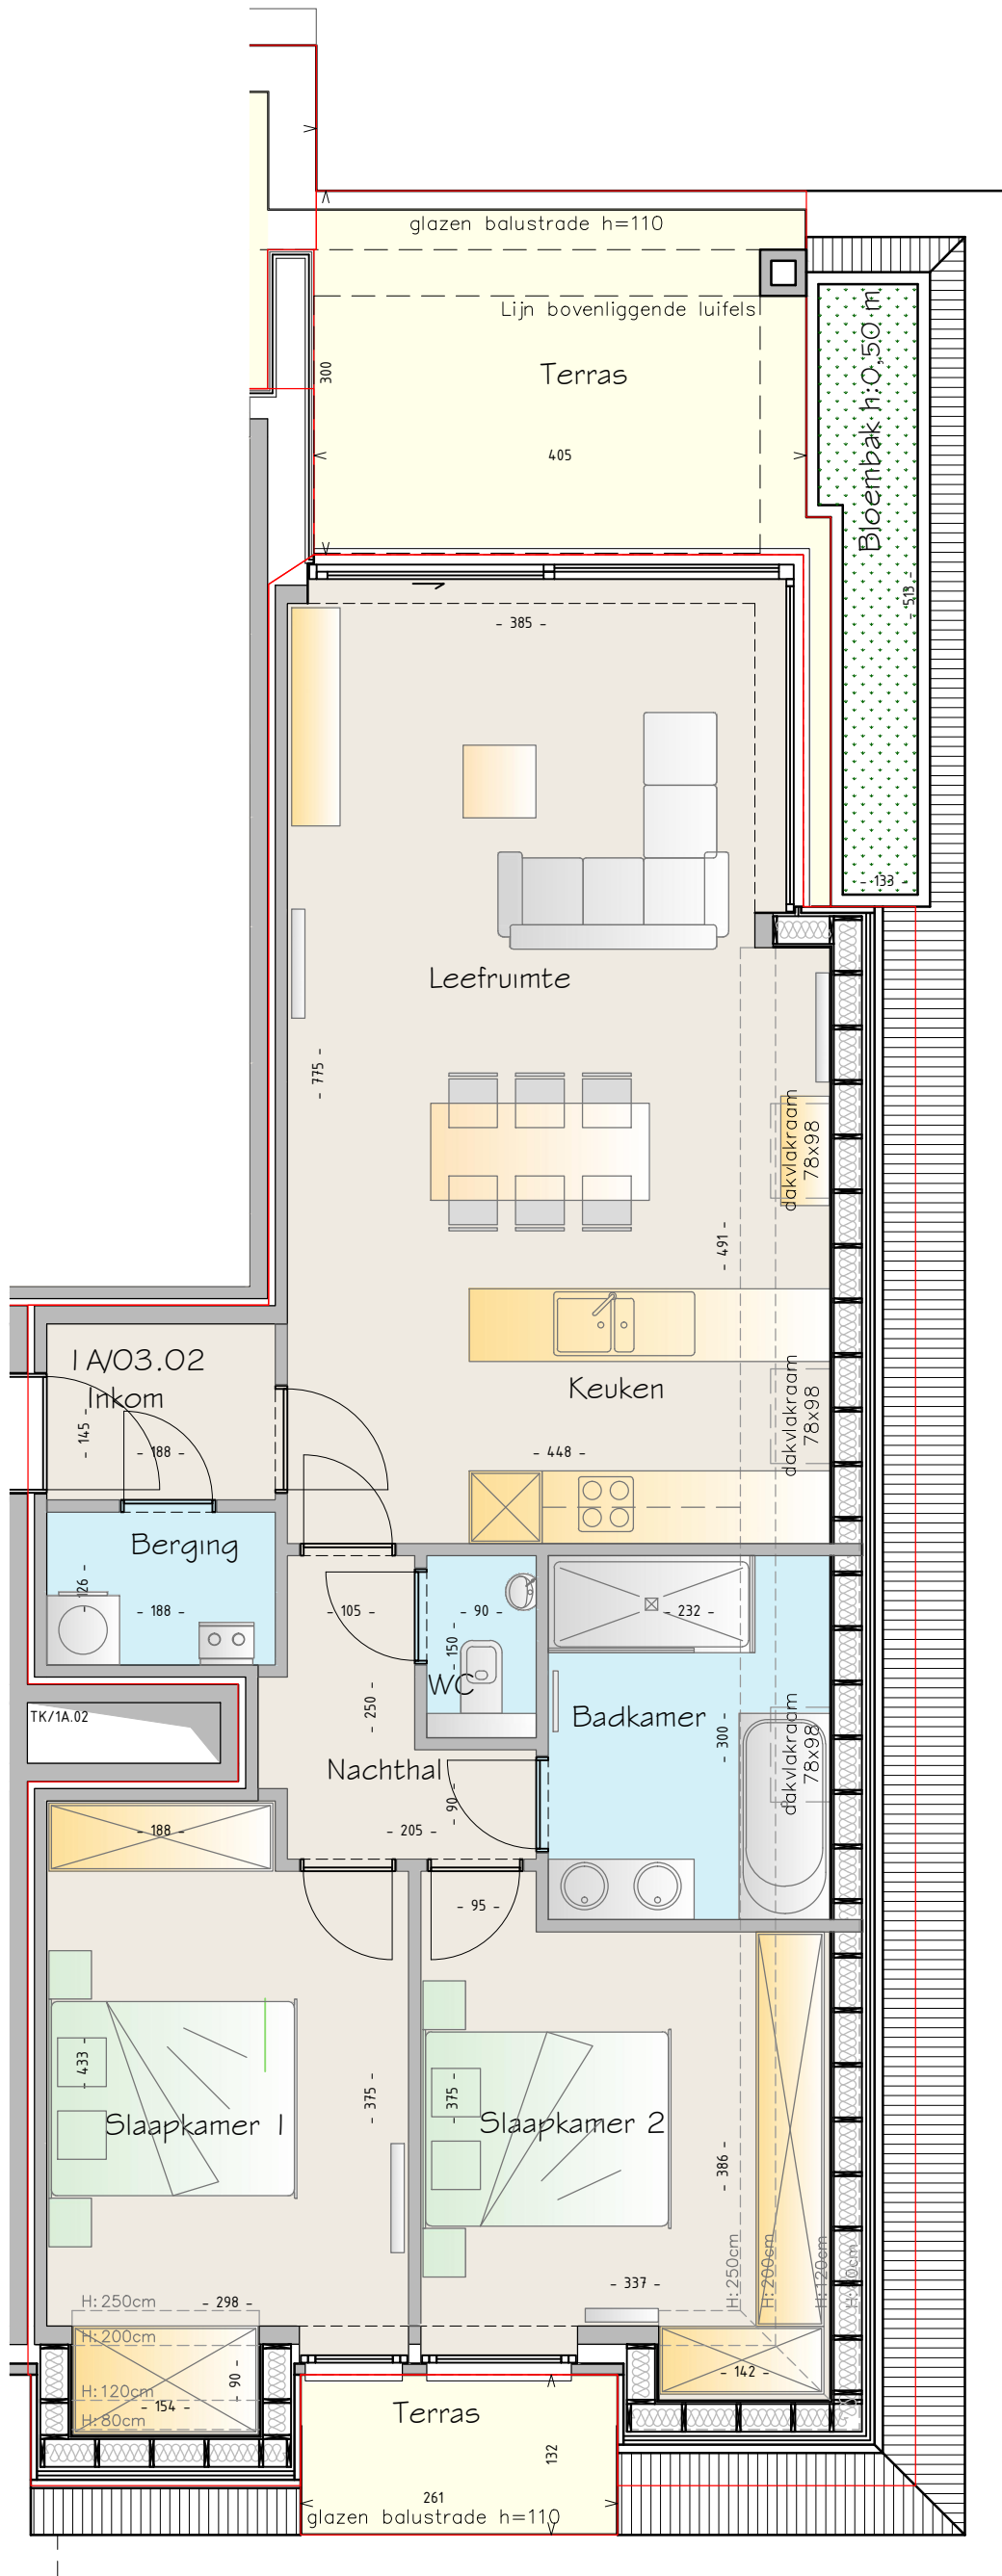 glazen balustrade h=110
Lijn bovenliggende luifels
Terras
300
405
Bloembak h:0,50 m
- 513 -
- 133 -
- 385 -
Leefruimte
- 775 -
dakvlakraam
78x98
- 491 -
1A/03.02
Inkom
- 145 -
- 188 -
Keuken
- 448 -
dakvlakraam
78x98
Berging
- 126 -
- 188 -
- 105 -
- 90 -
- 150 -
WC
- 232 -
- 250 -
Badkamer
- 300 -
dakvlakraam
78x98
TK/1A.02
Nachthal
- 90 -
- 205 -
- 188 -
- 95 -
- 433 -
- 375 -
Slaapkamer 1
- 375 -
Slaapkamer 2
- 386 -
- 337 -
H:250cm
H:200cm
H:120cm
H:250cm
- 298 -
H:200cm
H:120cm
H:80cm
- 154 -
- 90 -
- 142 -
Terras
132
261
glazen balustrade h=110